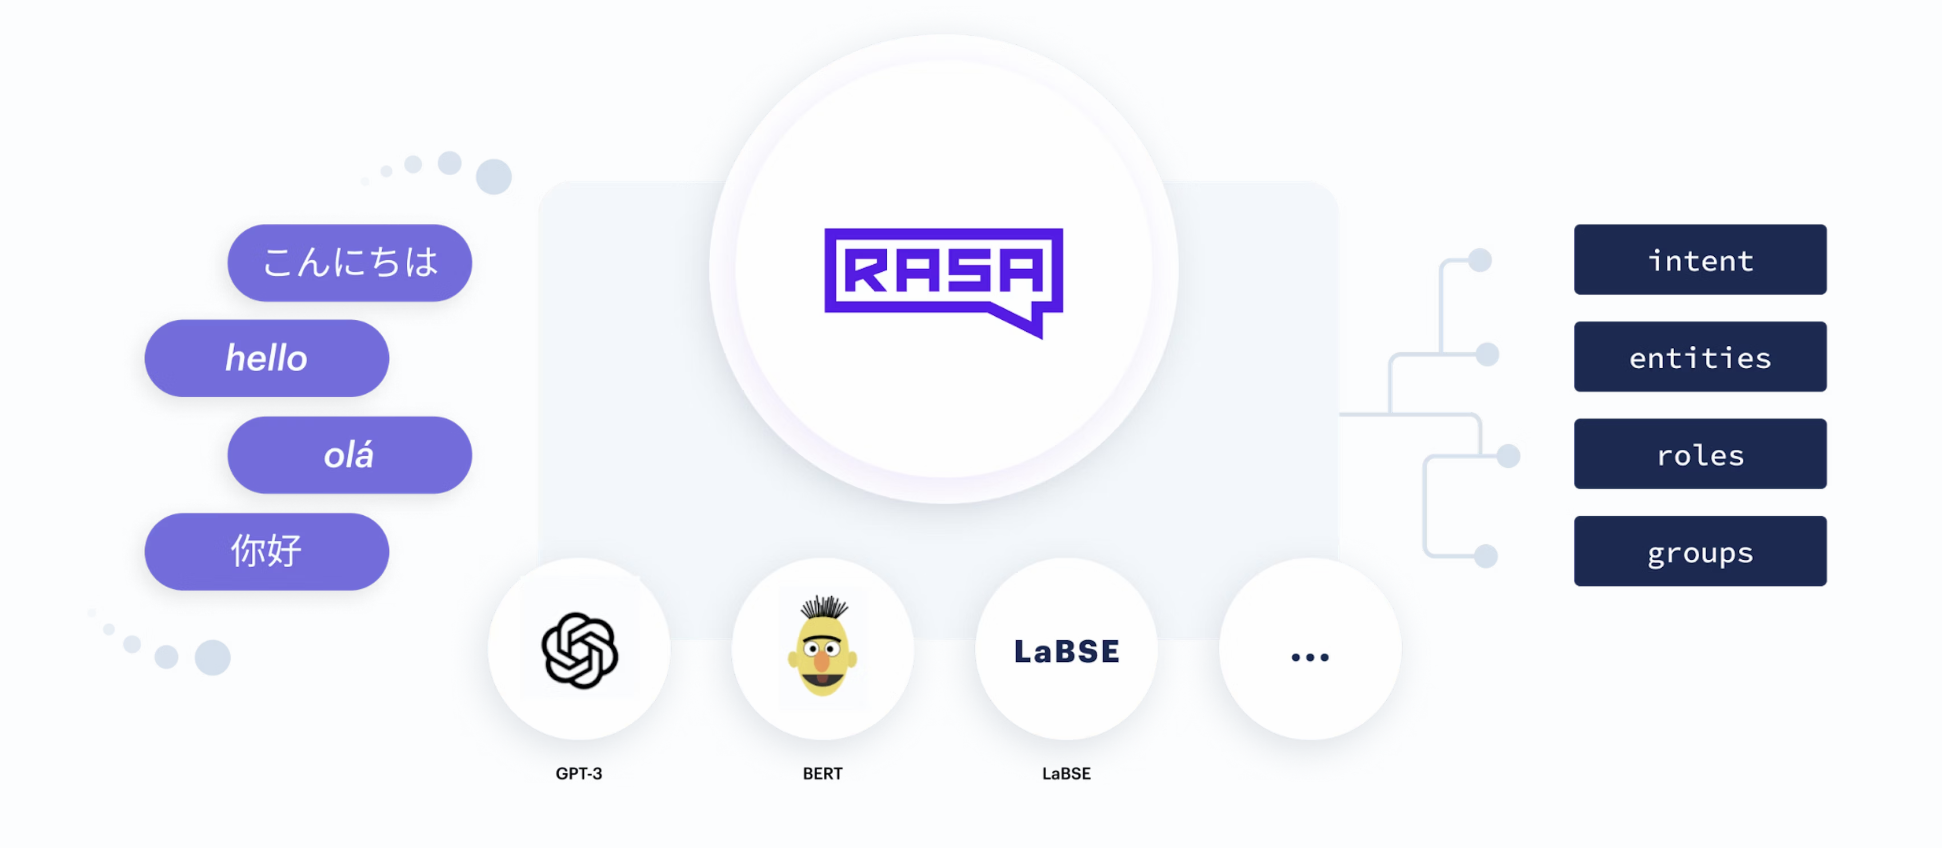 こんにちは
hello
olá
你好
RASA
LaBSE
...
GPT-3
BERT
LaBSE
intent
entities
roles
groups